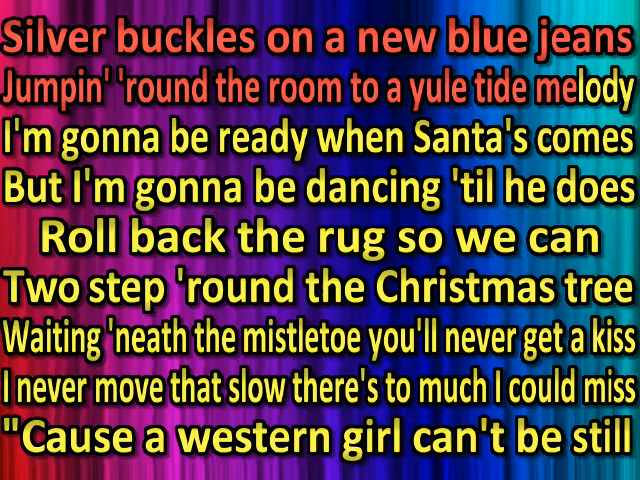 Silver buckles on a new blue jeans
Jumpin' 'round the room to a yule tide melody
I'm gonna be ready when Santa's comes
But I'm gonna be dancing 'til he does
Roll back the rug so we can
Two step 'round the Christmas tree
Waiting 'neath the mistletoe you'll never get a kiss
I never move that slow there's to much I could miss
"Cause a western girl can't be still